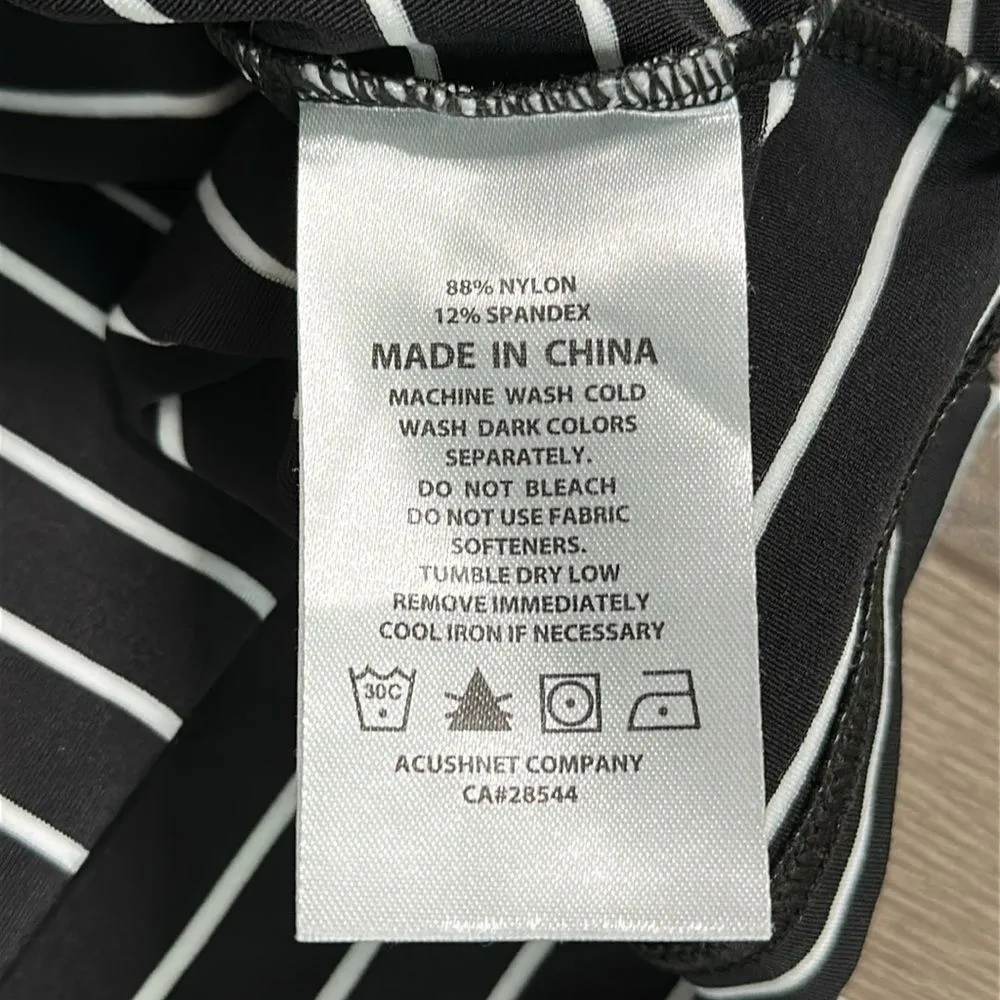 88% NYLON
12% SPANDEX
MADE IN CHINA
MACHINE WASH COLD
WASH DARK COLORS
SEPARATELY.
DO NOT BLEACH
DO NOT USE FABRIC
SOFTENERS.
TUMBLE DRY LOW
REMOVE IMMEDIATELY
COOL IRON IF NECESSARY
30C
ACUSHNET COMPANY
CA#28544